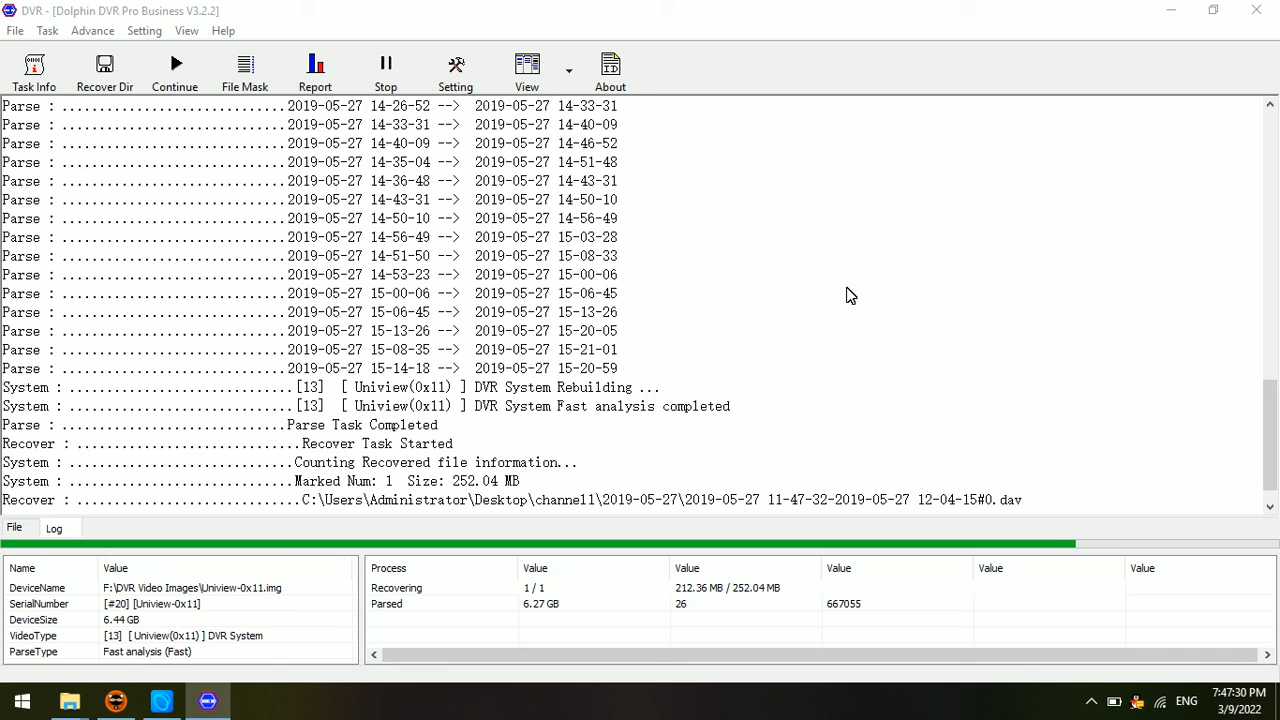 DVR - [Dolphin DVR Pro Business V3.2.2]
File Task Advance Setting View Help
Task Info Recover Dir Continue File Mask Report Stop Setting View About
Parse : ..............................2019-05-27 14-26-52 --> 2019-05-27 14-33-31
Parse : ..............................2019-05-27 14-33-31 --> 2019-05-27 14-40-09
Parse : ..............................2019-05-27 14-40-09 --> 2019-05-27 14-46-52
Parse : ..............................2019-05-27 14-35-04 --> 2019-05-27 14-51-48
Parse : ..............................2019-05-27 14-36-48 --> 2019-05-27 14-43-31
Parse : ..............................2019-05-27 14-43-31 --> 2019-05-27 14-50-10
Parse : ..............................2019-05-27 14-50-10 --> 2019-05-27 14-56-49
Parse : ..............................2019-05-27 14-56-49 --> 2019-05-27 15-03-28
Parse : ..............................2019-05-27 14-51-50 --> 2019-05-27 15-08-33
Parse : ..............................2019-05-27 14-53-23 --> 2019-05-27 15-00-06
Parse : ..............................2019-05-27 15-00-06 --> 2019-05-27 15-06-45
Parse : ..............................2019-05-27 15-06-45 --> 2019-05-27 15-13-26
Parse : ..............................2019-05-27 15-13-26 --> 2019-05-27 15-20-05
Parse : ..............................2019-05-27 15-08-35 --> 2019-05-27 15-21-01
Parse : ..............................2019-05-27 15-14-18 --> 2019-05-27 15-20-59
System : ..............................[13] [ Uniview(0x11) ] DVR System Rebuilding ...
System : ..............................[13] [ Uniview(0x11) ] DVR System Fast analysis completed
Parse : ..............................Parse Task Completed
Recover : ..............................Recover Task Started
System : ..............................Counting Recovered file information...
System : ..............................Marked Num: 1 Size: 252.04 MB
Recover : ..............................C:\Users\Administrator\Desktop\channel1\2019-05-27\2019-05-27 11-47-32-2019-05-27 12-04-15#0.dav
File Log
Name Value Process Value Value Value Value Value
DeviceName F:\DVR Video Images\Uniview-0x11.img Recovering 1 / 1 212.36 MB / 252.04 MB
SerialNumber [#20] [Uniview-0x11] Parsed 6.27 GB 26 667055
DeviceSize 6.44 GB
VideoType [13] [ Uniview(0x11) ] DVR System
ParseType Fast analysis (Fast)
ENG 7:47:30 PM
3/9/2022